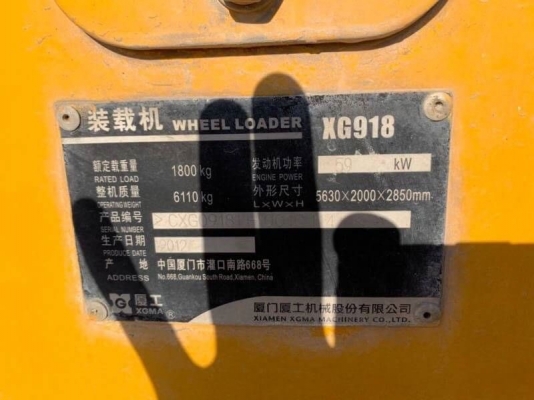 装载机 WHEEL LOADER XG918
额定载重量 1800kg 发动机功率 59 kW
RATED LOAD ENGINE POWER
整机质量 6110kg 外形尺寸 5630×2000×2850mm
OPERATING WEIGHT L×W×H
产品编号
SERIAL NUMBER
生产日期 2012
PRODUCE DATE
产地 中国厦门市灌口南路668号
ADDRESS No.668,Guankou South Road,Xiamen,China
厦工 厦门厦工机械股份有限公司
XGMA ® XIAMEN XGMA MACHINERY CO., LTD